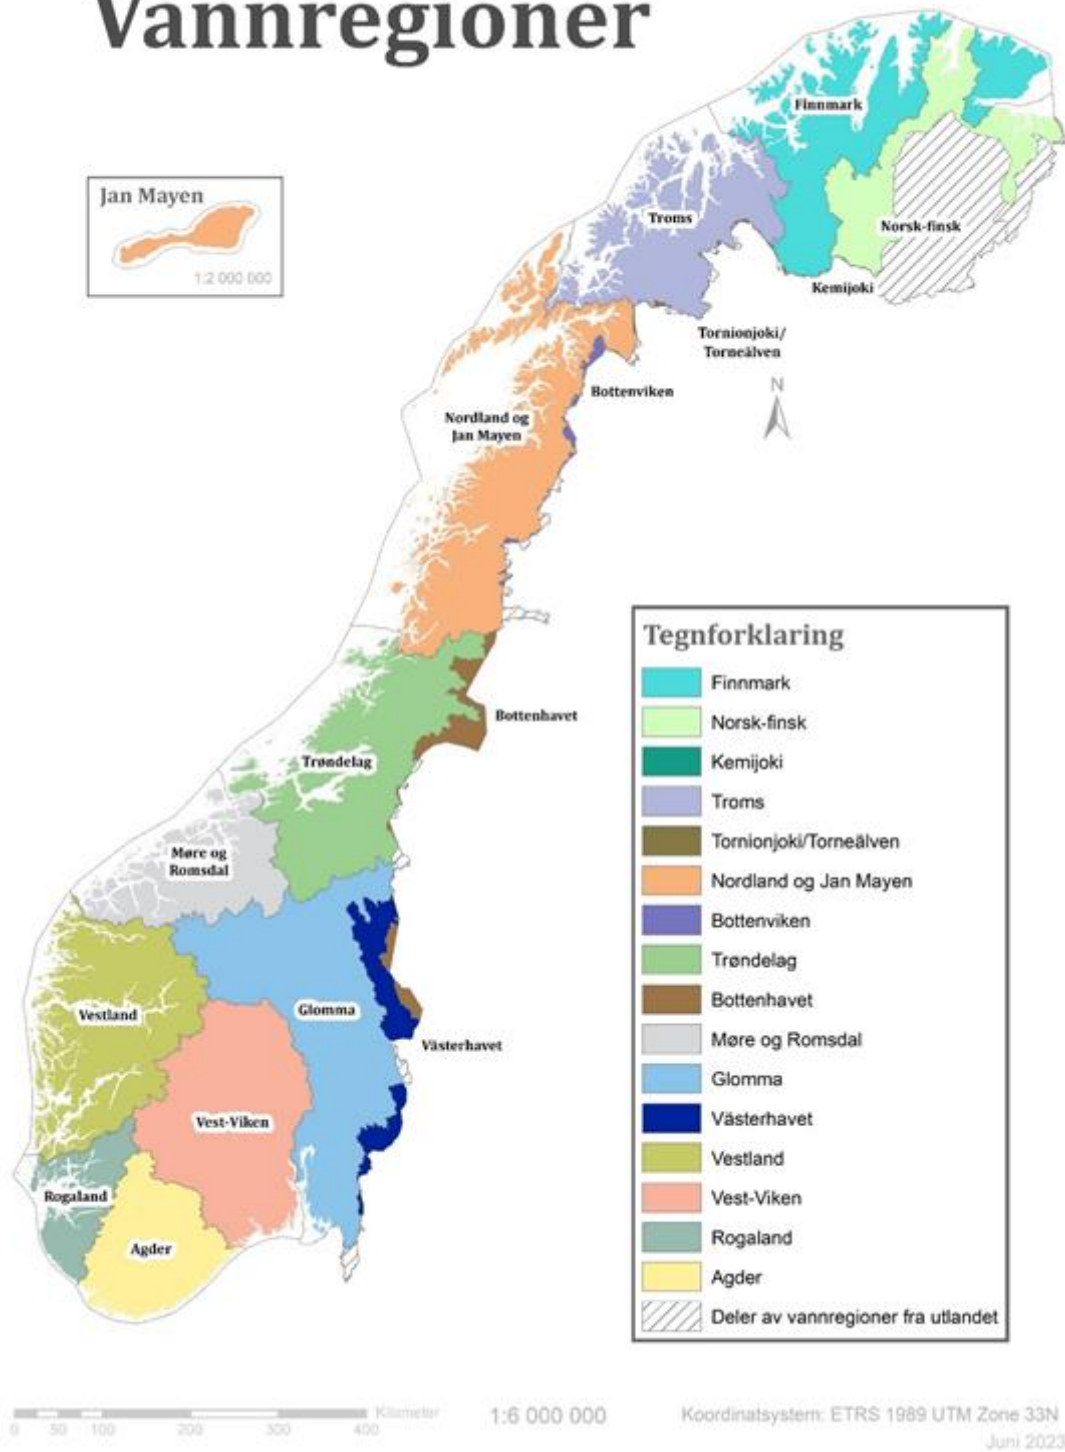 Vannregioner
Finnmark
Jan Mayen
1:2 000 000
Troms
Norsk-finsk
Kemijoki
Tornionjoki/
Torneälven
N
Bottenviken
Nordland og
Jan Mayen
Bottenhavet
Trøndelag
Møre og
Romsdal
Glomma
Vestland
Västerhavet
Vest-Viken
Rogaland
Agder
Tegnforklaring
Finnmark
Norsk-finsk
Kemijoki
Troms
Tornionjoki/Torneälven
Nordland og Jan Mayen
Bottenviken
Trøndelag
Bottenhavet
Møre og Romsdal
Glomma
Västerhavet
Vestland
Vest-Viken
Rogaland
Agder
Deler av vannregioner fra utlandet
Kilometer
0 50 100 200 300 400
1:6 000 000
Koordinatsystem: ETRS 1989 UTM Zone 33N
Juni 2023